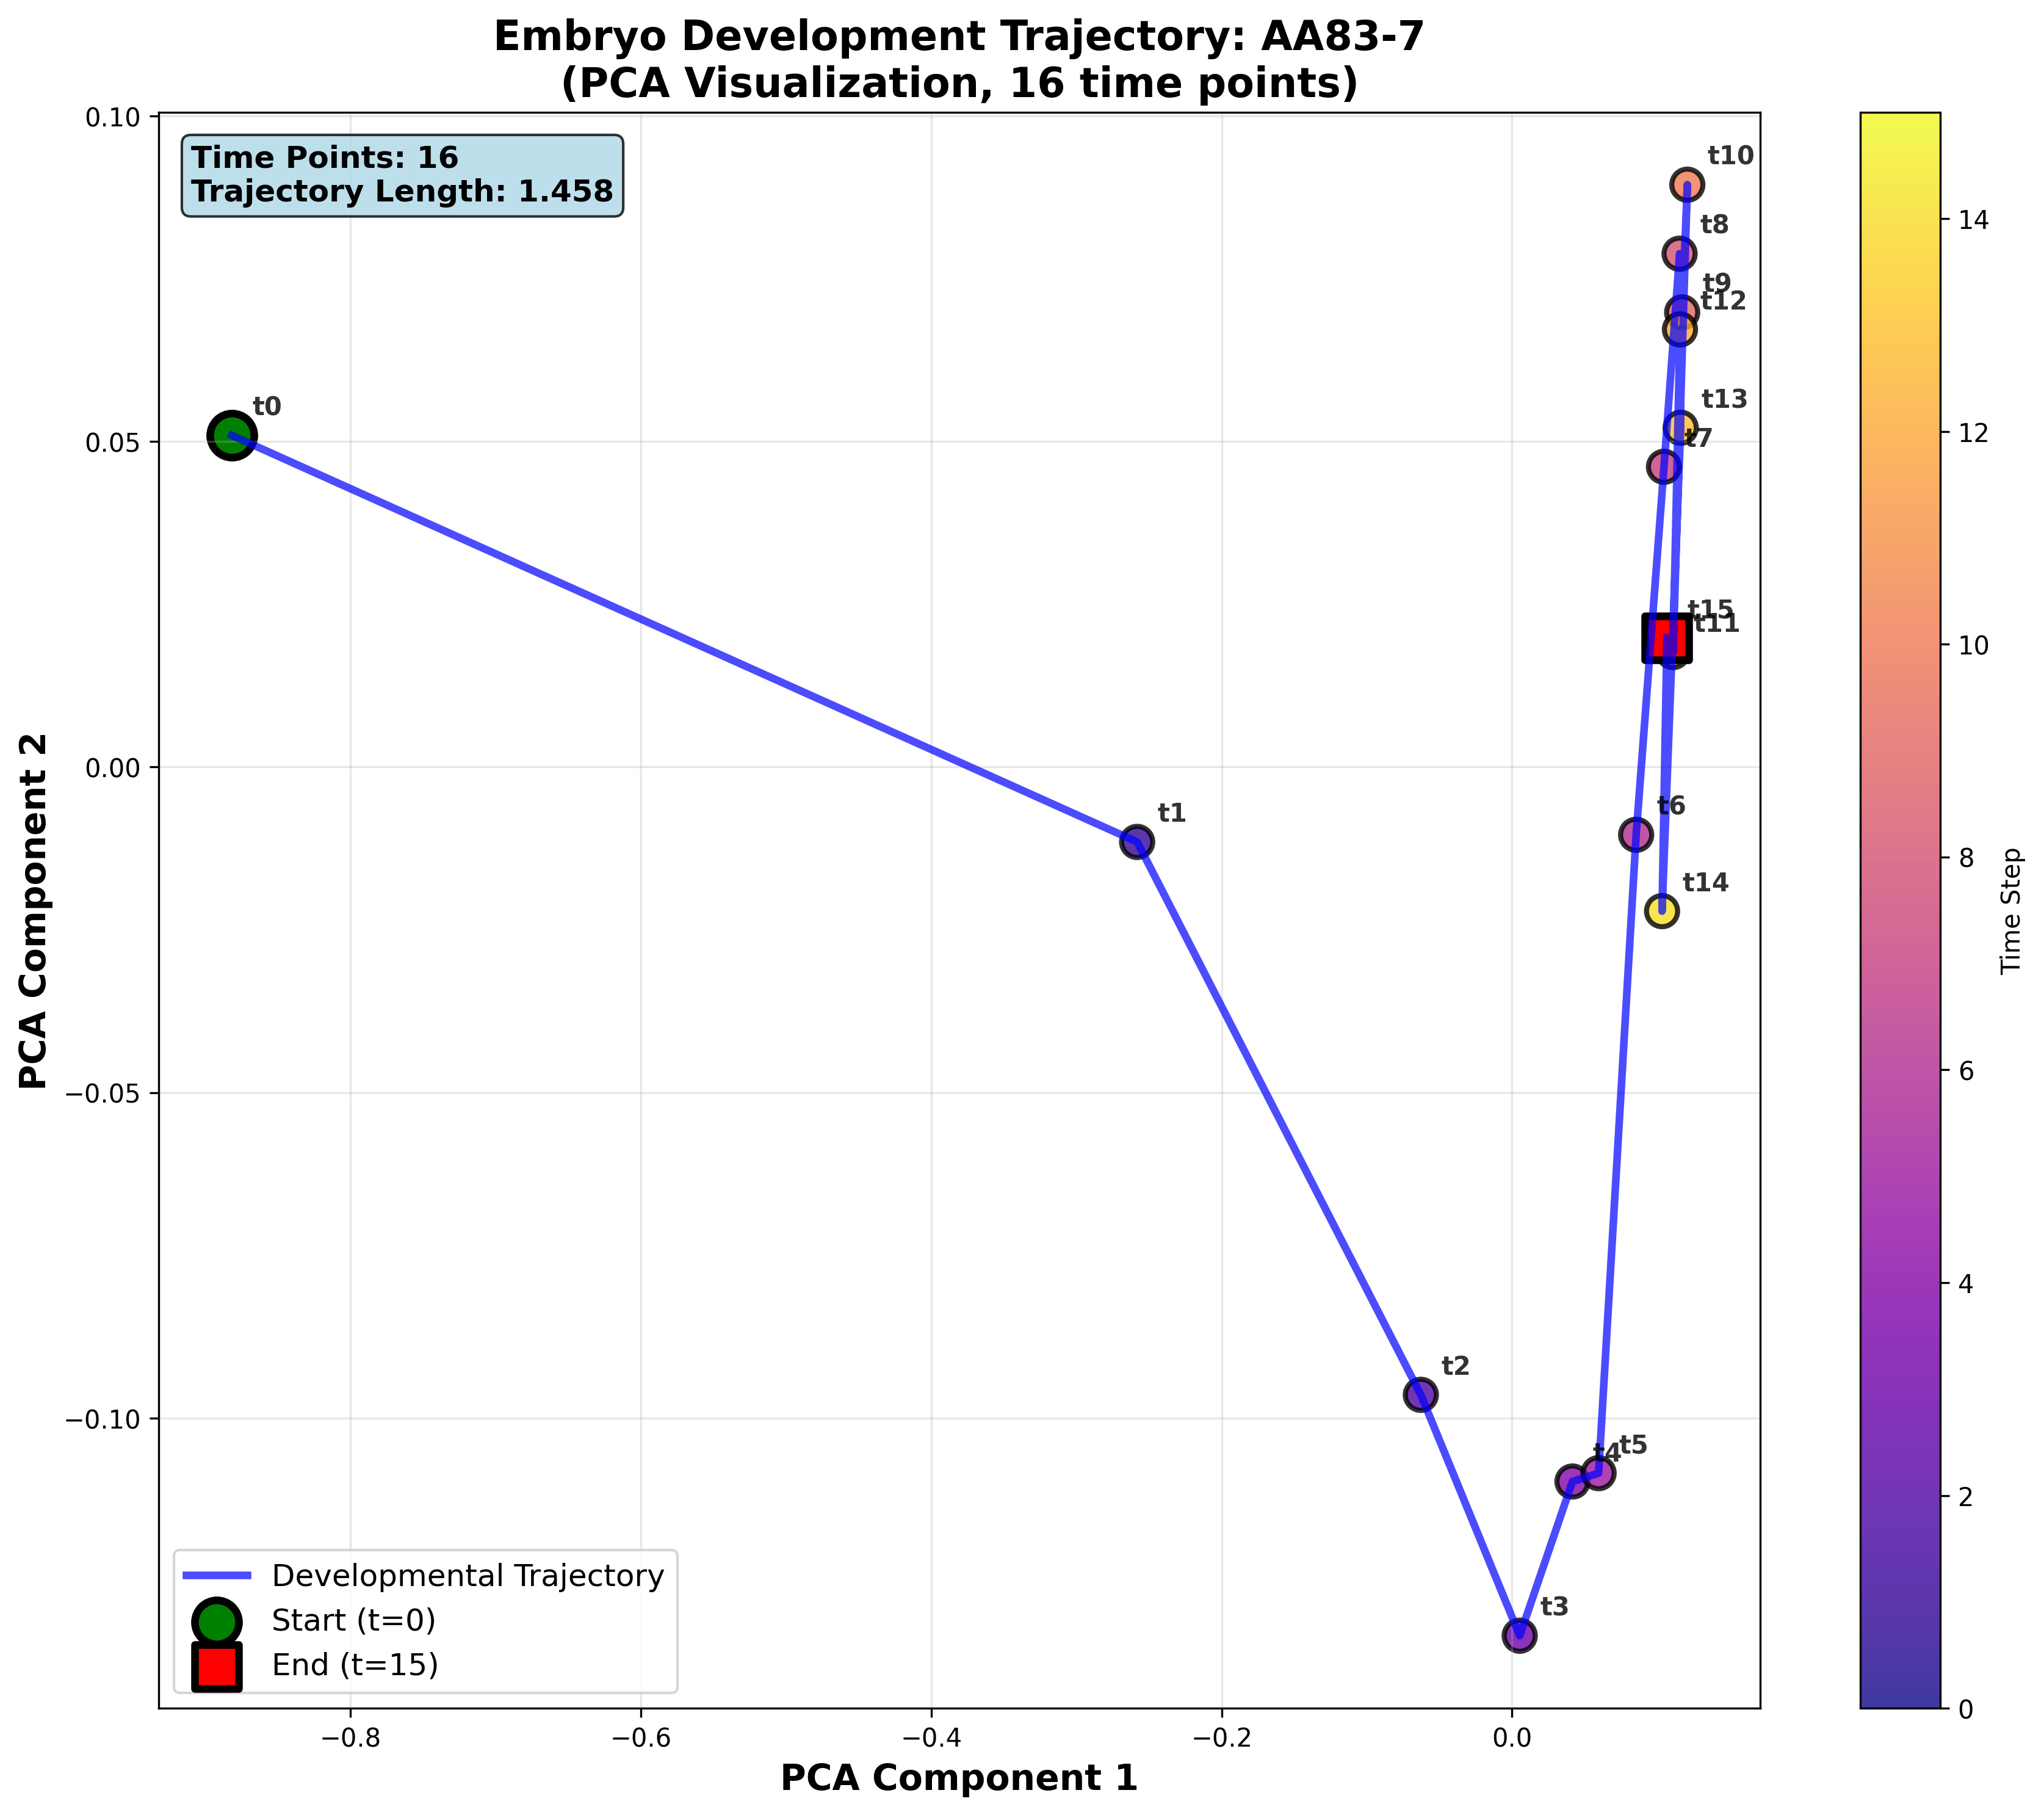 Embryo Development Trajectory: AA83-7
(PCA Visualization, 16 time points)
Time Points: 16
Trajectory Length: 1.458
0.10
0.05
0.00
−0.05
−0.10
PCA Component 2
t0
t1
t2
t3
t4
t5
t6
t7
t8
t9
t10
t11
t12
t13
t14
t15
Developmental Trajectory
Start (t=0)
End (t=15)
−0.8
−0.6
−0.4
−0.2
0.0
PCA Component 1
14
12
10
8
6
4
2
0
Time Step